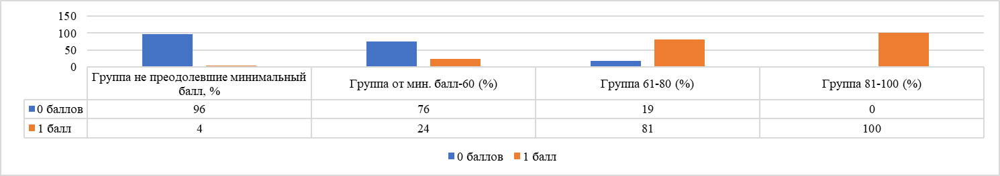 150
100
50
0
Группа не преодолевшие минимальный
балл, %
Группа от мин. балл-60 (%)
Группа 61-80 (%)
Группа 81-100 (%)
0 баллов 96 76 19 0
1 балл 4 24 81 100
0 баллов 1 балл